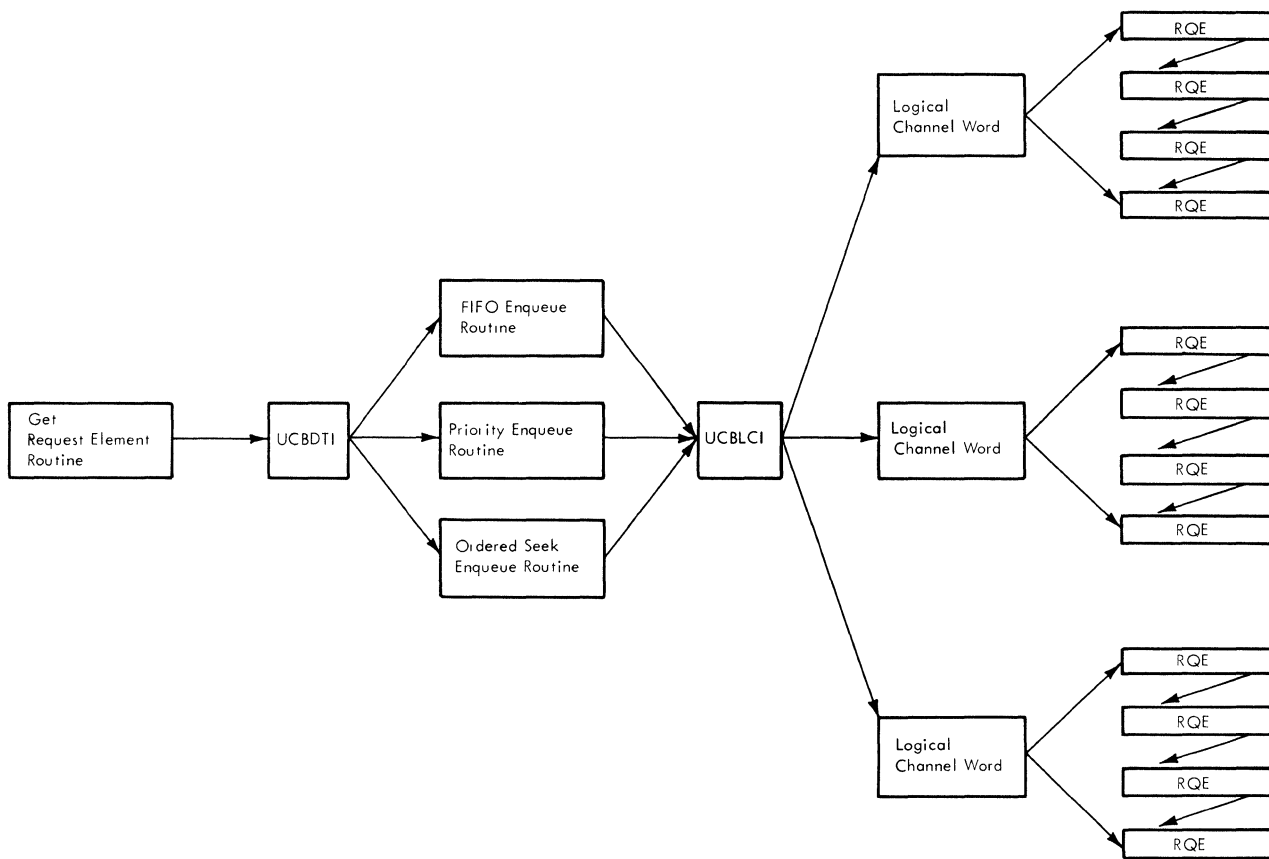 RQE
RQE
RQE
RQE
Logical
Channel Word
FIFO Enqueue
Routine
Get
Request Element
Routine
UCBDTI
Priority Enqueue
Routine
UCBLCI
Logical
Channel Word
RQE
RQE
RQE
RQE
Ordered Seek
Enqueue Routine
Logical
Channel Word
RQE
RQE
RQE
RQE